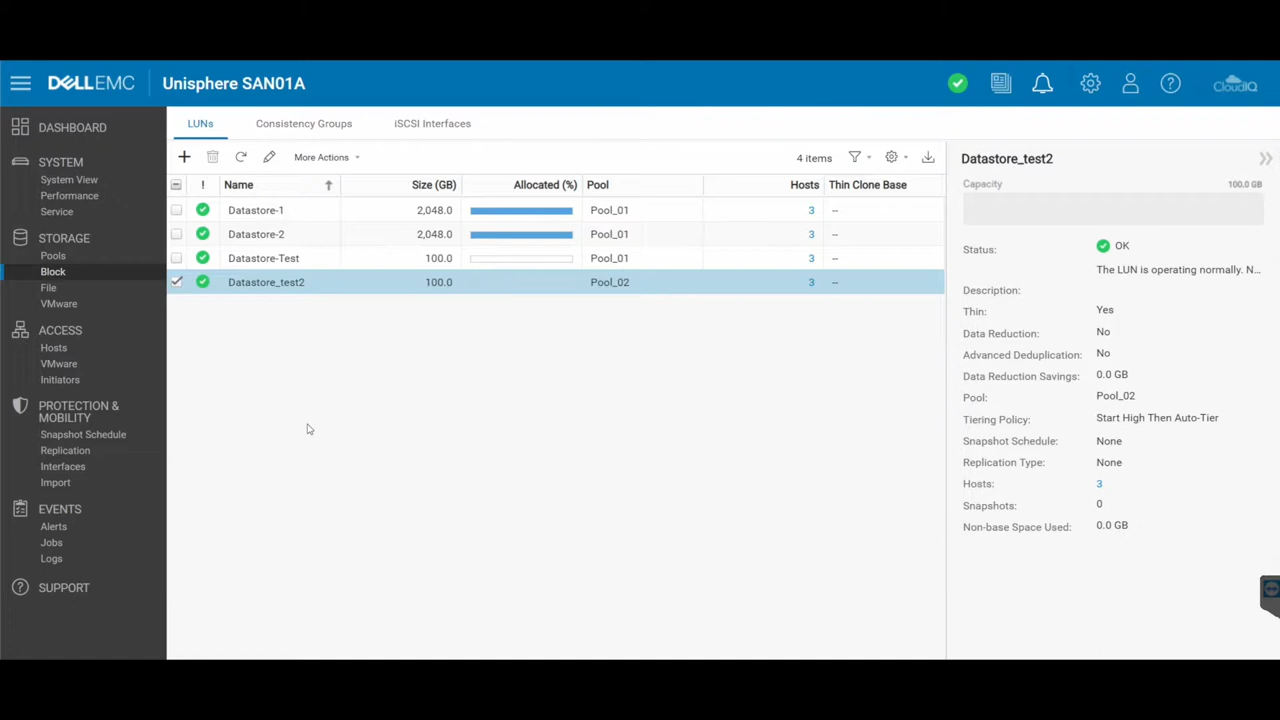 DELLEMC Unisphere SAN01A CloudIQ
DASHBOARD
SYSTEM
System View
Performance
Service
STORAGE
Pools
Block
File
VMware
ACCESS
Hosts
VMware
Initiators
PROTECTION &
MOBILITY
Snapshot Schedule
Replication
Interfaces
Import
EVENTS
Alerts
Jobs
Logs
SUPPORT
LUNs Consistency Groups iSCSI Interfaces
More Actions 4 items
! Name Size (GB) Allocated (%) Pool Hosts Thin Clone Base
Datastore-1 2,048.0 Pool_01 3 --
Datastore-2 2,048.0 Pool_01 3 --
Datastore-Test 100.0 Pool_01 3 --
Datastore_test2 100.0 Pool_02 3 --
Datastore_test2
Capacity 100.0 GB
Status: OK
The LUN is operating normally. N...
Description:
Thin: Yes
Data Reduction: No
Advanced Deduplication: No
Data Reduction Savings: 0.0 GB
Pool: Pool_02
Tiering Policy: Start High Then Auto-Tier
Snapshot Schedule: None
Replication Type: None
Hosts: 3
Snapshots: 0
Non-base Space Used: 0.0 GB